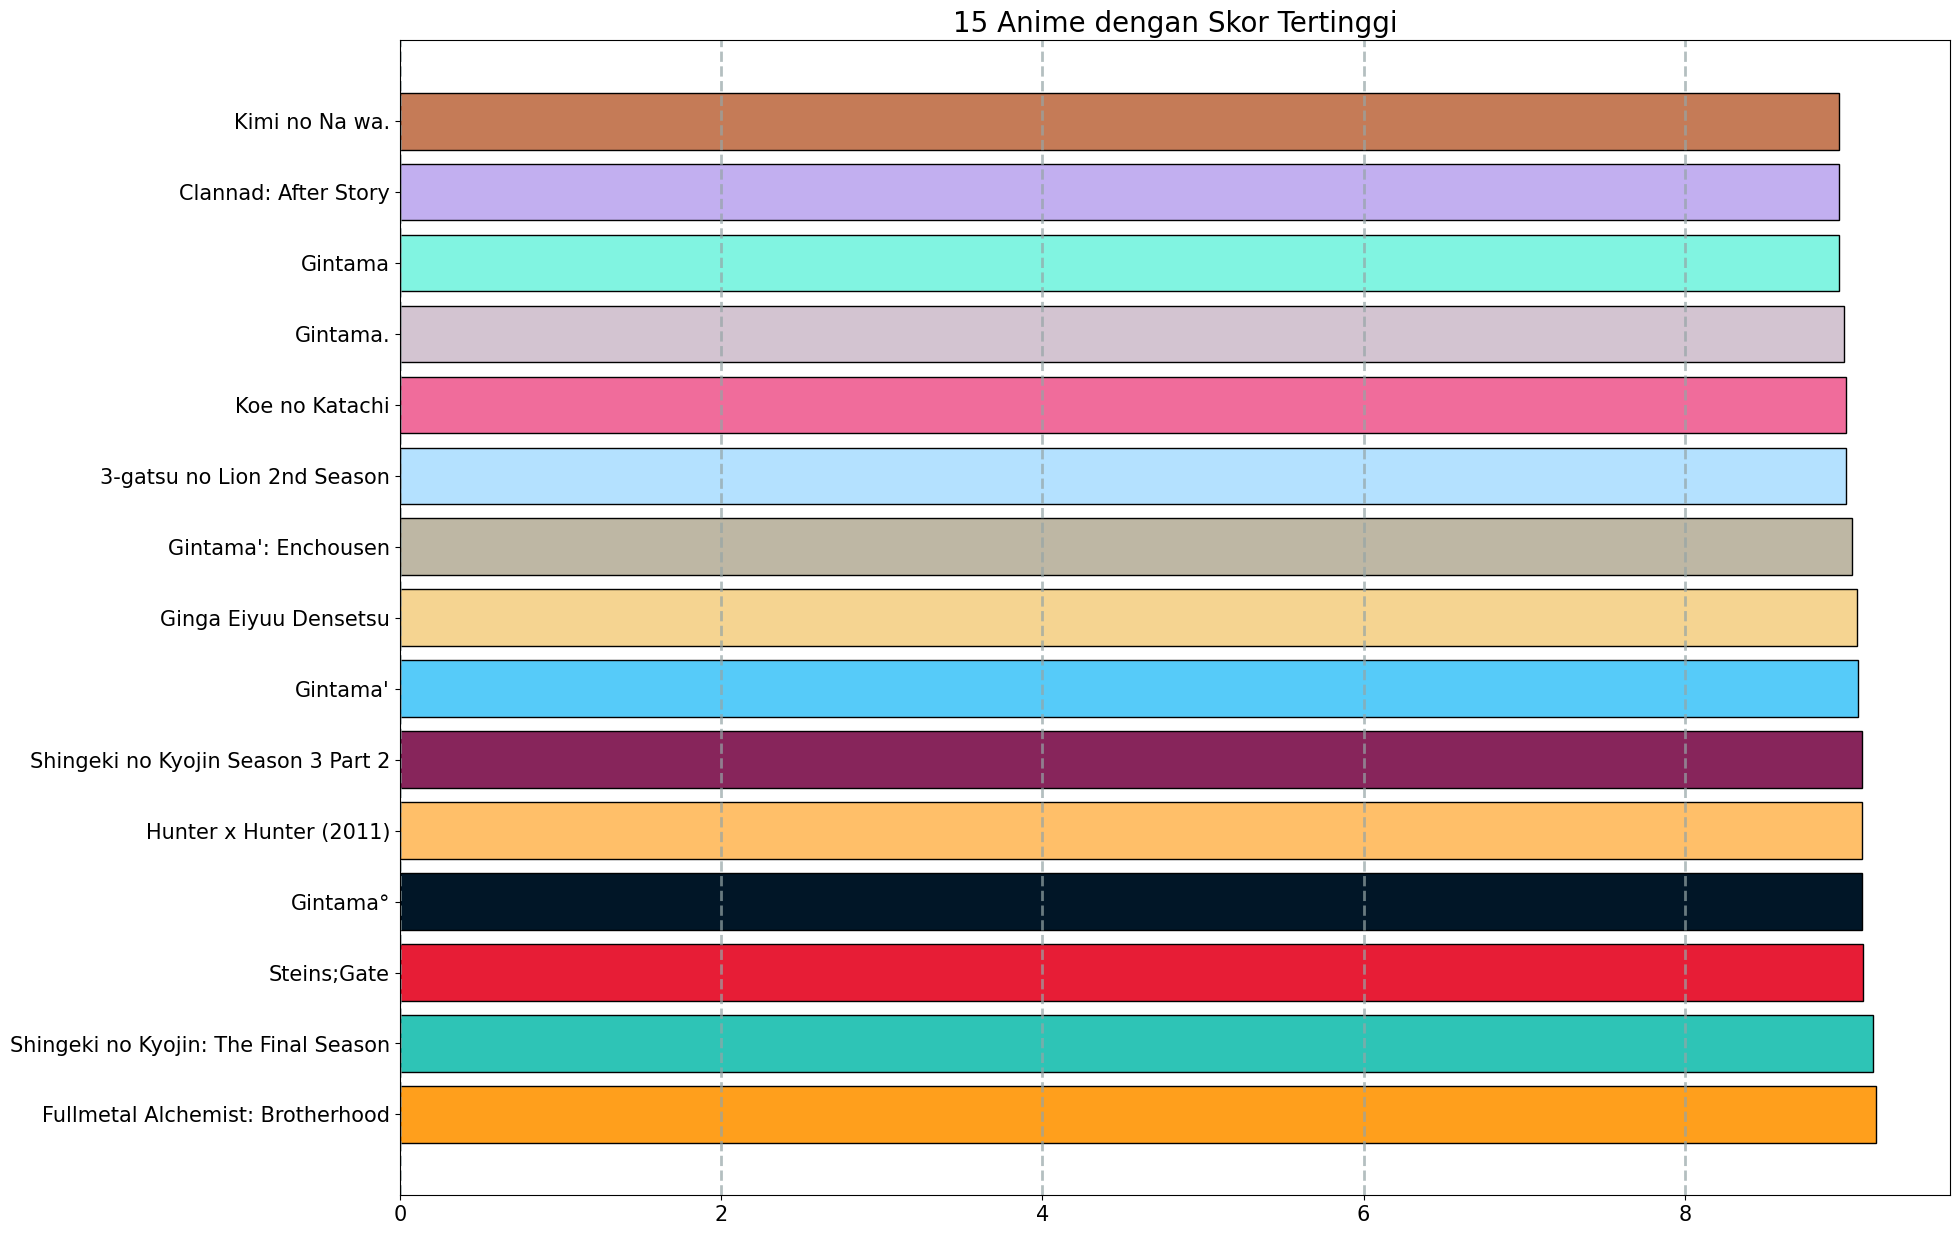 15 Anime dengan Skor Tertinggi
Kimi no Na wa.
Clannad: After Story
Gintama
Gintama.
Koe no Katachi
3-gatsu no Lion 2nd Season
Gintama': Enchousen
Ginga Eiyuu Densetsu
Gintama'
Shingeki no Kyojin Season 3 Part 2
Hunter x Hunter (2011)
Gintama°
Steins;Gate
Shingeki no Kyojin: The Final Season
Fullmetal Alchemist: Brotherhood
0 2 4 6 8